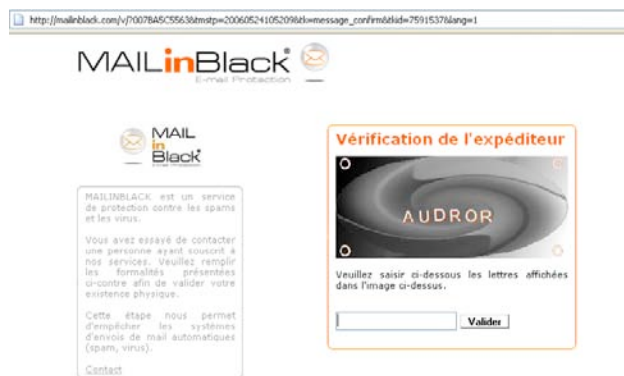 http://mailinblack.com/v/?007BA5C5563&tmstp=20060524105209&tk=message_confirm&tkid=7591537&lang=1
MAILinBlack®
E-mail Protection
MAIL
in
Black
Vérification de l'expéditeur
AUDROR
Veuillez saisir ci-dessous les lettres affichées
dans l'image ci-dessus.
Valider
MAILINBLACK est un service
de protection contre les spams
et les virus.
Vous avez essayé de contacter
une personne ayant souscrit à
nos services. Veuillez remplir
les formalités présentées
ci-contre afin de valider votre
existence physique.
Cette étape nous permet
d'empêcher les systèmes
d'envois de mail automatiques
(spam, virus).
Contact